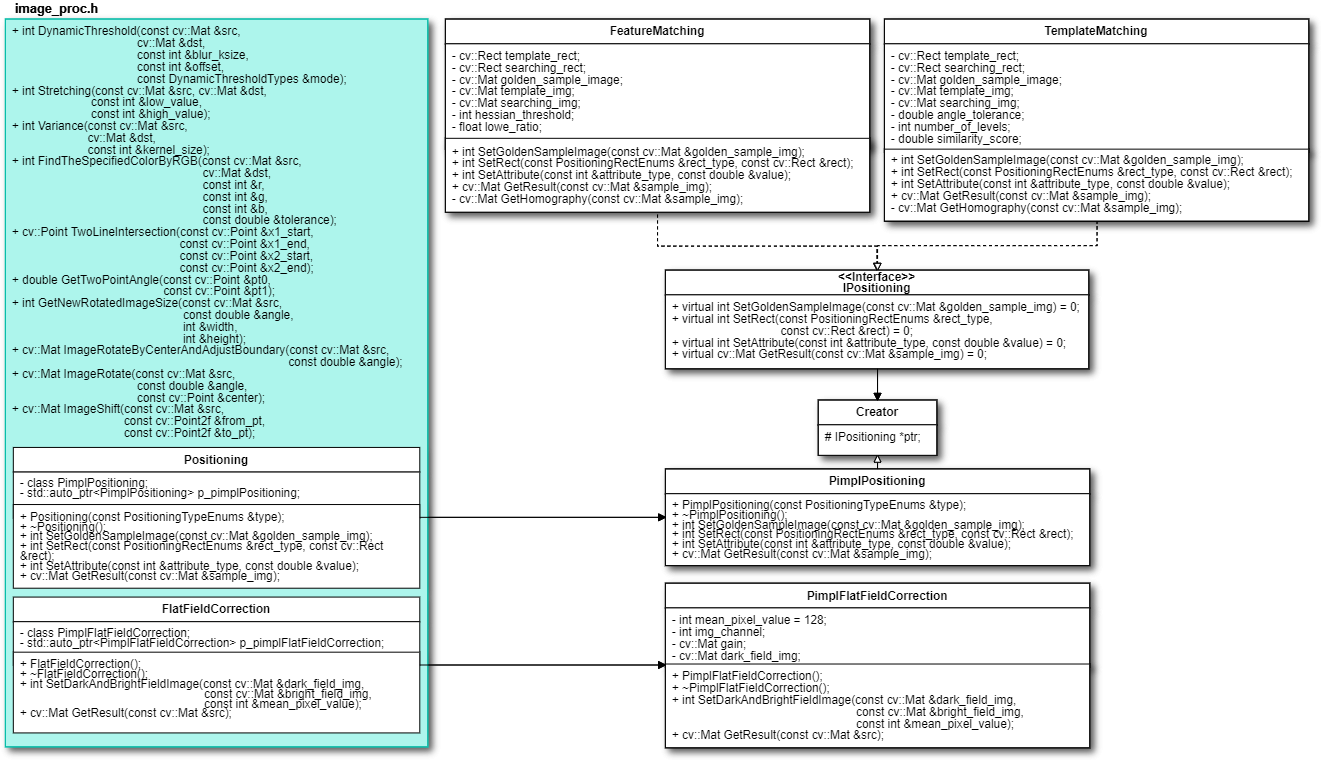 image_proc.h
+ int DynamicThreshold(const cv::Mat &src,
cv::Mat &dst,
const int &blur_ksize,
const int &offset,
const DynamicThresholdTypes &mode);
+ int Stretching(const cv::Mat &src, cv::Mat &dst,
const int &low_value,
const int &high_value);
+ int Variance(const cv::Mat &src,
cv::Mat &dst,
const int &kernel_size);
+ int FindTheSpecifiedColorByRGB(const cv::Mat &src,
cv::Mat &dst,
const int &r,
const int &g,
const int &b,
const double &tolerance);
+ cv::Point TwoLineIntersection(const cv::Point &x1_start,
const cv::Point &x1_end,
const cv::Point &x2_start,
const cv::Point &x2_end);
+ double GetTwoPointAngle(const cv::Point &pt0,
const cv::Point &pt1);
+ int GetNewRotatedImageSize(const cv::Mat &src,
const double &angle,
int &width,
int &height);
+ cv::Mat ImageRotateByCenterAndAdjustBoundary(const cv::Mat &src,
const double &angle);
+ cv::Mat ImageRotate(const cv::Mat &src,
const double &angle,
const cv::Point &center);
+ cv::Mat ImageShift(const cv::Mat &src,
const cv::Point2f &from_pt,
const cv::Point2f &to_pt);
Positioning
- class PimplPositioning;
- std::auto_ptr<PimplPositioning> p_pimplPositioning;
+ Positioning(const PositioningTypeEnums &type);
+ ~Positioning();
+ int SetGoldenSampleImage(const cv::Mat &golden_sample_img);
+ int SetRect(const PositioningRectEnums &rect_type, const cv::Rect
&rect);
+ int SetAttribute(const int &attribute_type, const double &value);
+ cv::Mat GetResult(const cv::Mat &sample_img);
FlatFieldCorrection
- class PimplFlatFieldCorrection;
- std::auto_ptr<PimplFlatFieldCorrection> p_pimplFlatFieldCorrection;
+ FlatFieldCorrection();
+ ~FlatFieldCorrection();
+ int SetDarkAndBrightFieldImage(const cv::Mat &dark_field_img,
const cv::Mat &bright_field_img,
const int &mean_pixel_value);
+ cv::Mat GetResult(const cv::Mat &src);
FeatureMatching
- cv::Rect template_rect;
- cv::Rect searching_rect;
- cv::Mat golden_sample_image;
- cv::Mat template_img;
- cv::Mat searching_img;
- int hessian_threshold;
- float lowe_ratio;
+ int SetGoldenSampleImage(const cv::Mat &golden_sample_img);
+ int SetRect(const PositioningRectEnums &rect_type, const cv::Rect &rect);
+ int SetAttribute(const int &attribute_type, const double &value);
+ cv::Mat GetResult(const cv::Mat &sample_img);
- cv::Mat GetHomography(const cv::Mat &sample_img);
TemplateMatching
- cv::Rect template_rect;
- cv::Rect searching_rect;
- cv::Mat golden_sample_image;
- cv::Mat template_img;
- cv::Mat searching_img;
- double angle_tolerance;
- int number_of_levels;
- double similarity_score;
+ int SetGoldenSampleImage(const cv::Mat &golden_sample_img);
+ int SetRect(const PositioningRectEnums &rect_type, const cv::Rect &rect);
+ int SetAttribute(const int &attribute_type, const double &value);
+ cv::Mat GetResult(const cv::Mat &sample_img);
- cv::Mat GetHomography(const cv::Mat &sample_img);
<<Interface>>
IPositioning
+ virtual int SetGoldenSampleImage(const cv::Mat &golden_sample_img) = 0;
+ virtual int SetRect(const PositioningRectEnums &rect_type,
const cv::Rect &rect) = 0;
+ virtual int SetAttribute(const int &attribute_type, const double &value) = 0;
+ virtual cv::Mat GetResult(const cv::Mat &sample_img) = 0;
Creator
# IPositioning *ptr;
PimplPositioning
+ PimplPositioning(const PositioningTypeEnums &type);
+ ~PimplPositioning();
+ int SetGoldenSampleImage(const cv::Mat &golden_sample_img);
+ int SetRect(const PositioningRectEnums &rect_type, const cv::Rect &rect);
+ int SetAttribute(const int &attribute_type, const double &value);
+ cv::Mat GetResult(const cv::Mat &sample_img);
PimplFlatFieldCorrection
- int mean_pixel_value = 128;
- int img_channel;
- cv::Mat gain;
- cv::Mat dark_field_img;
+ PimplFlatFieldCorrection();
+ ~PimplFlatFieldCorrection();
+ int SetDarkAndBrightFieldImage(const cv::Mat &dark_field_img,
const cv::Mat &bright_field_img,
const int &mean_pixel_value);
+ cv::Mat GetResult(const cv::Mat &src);